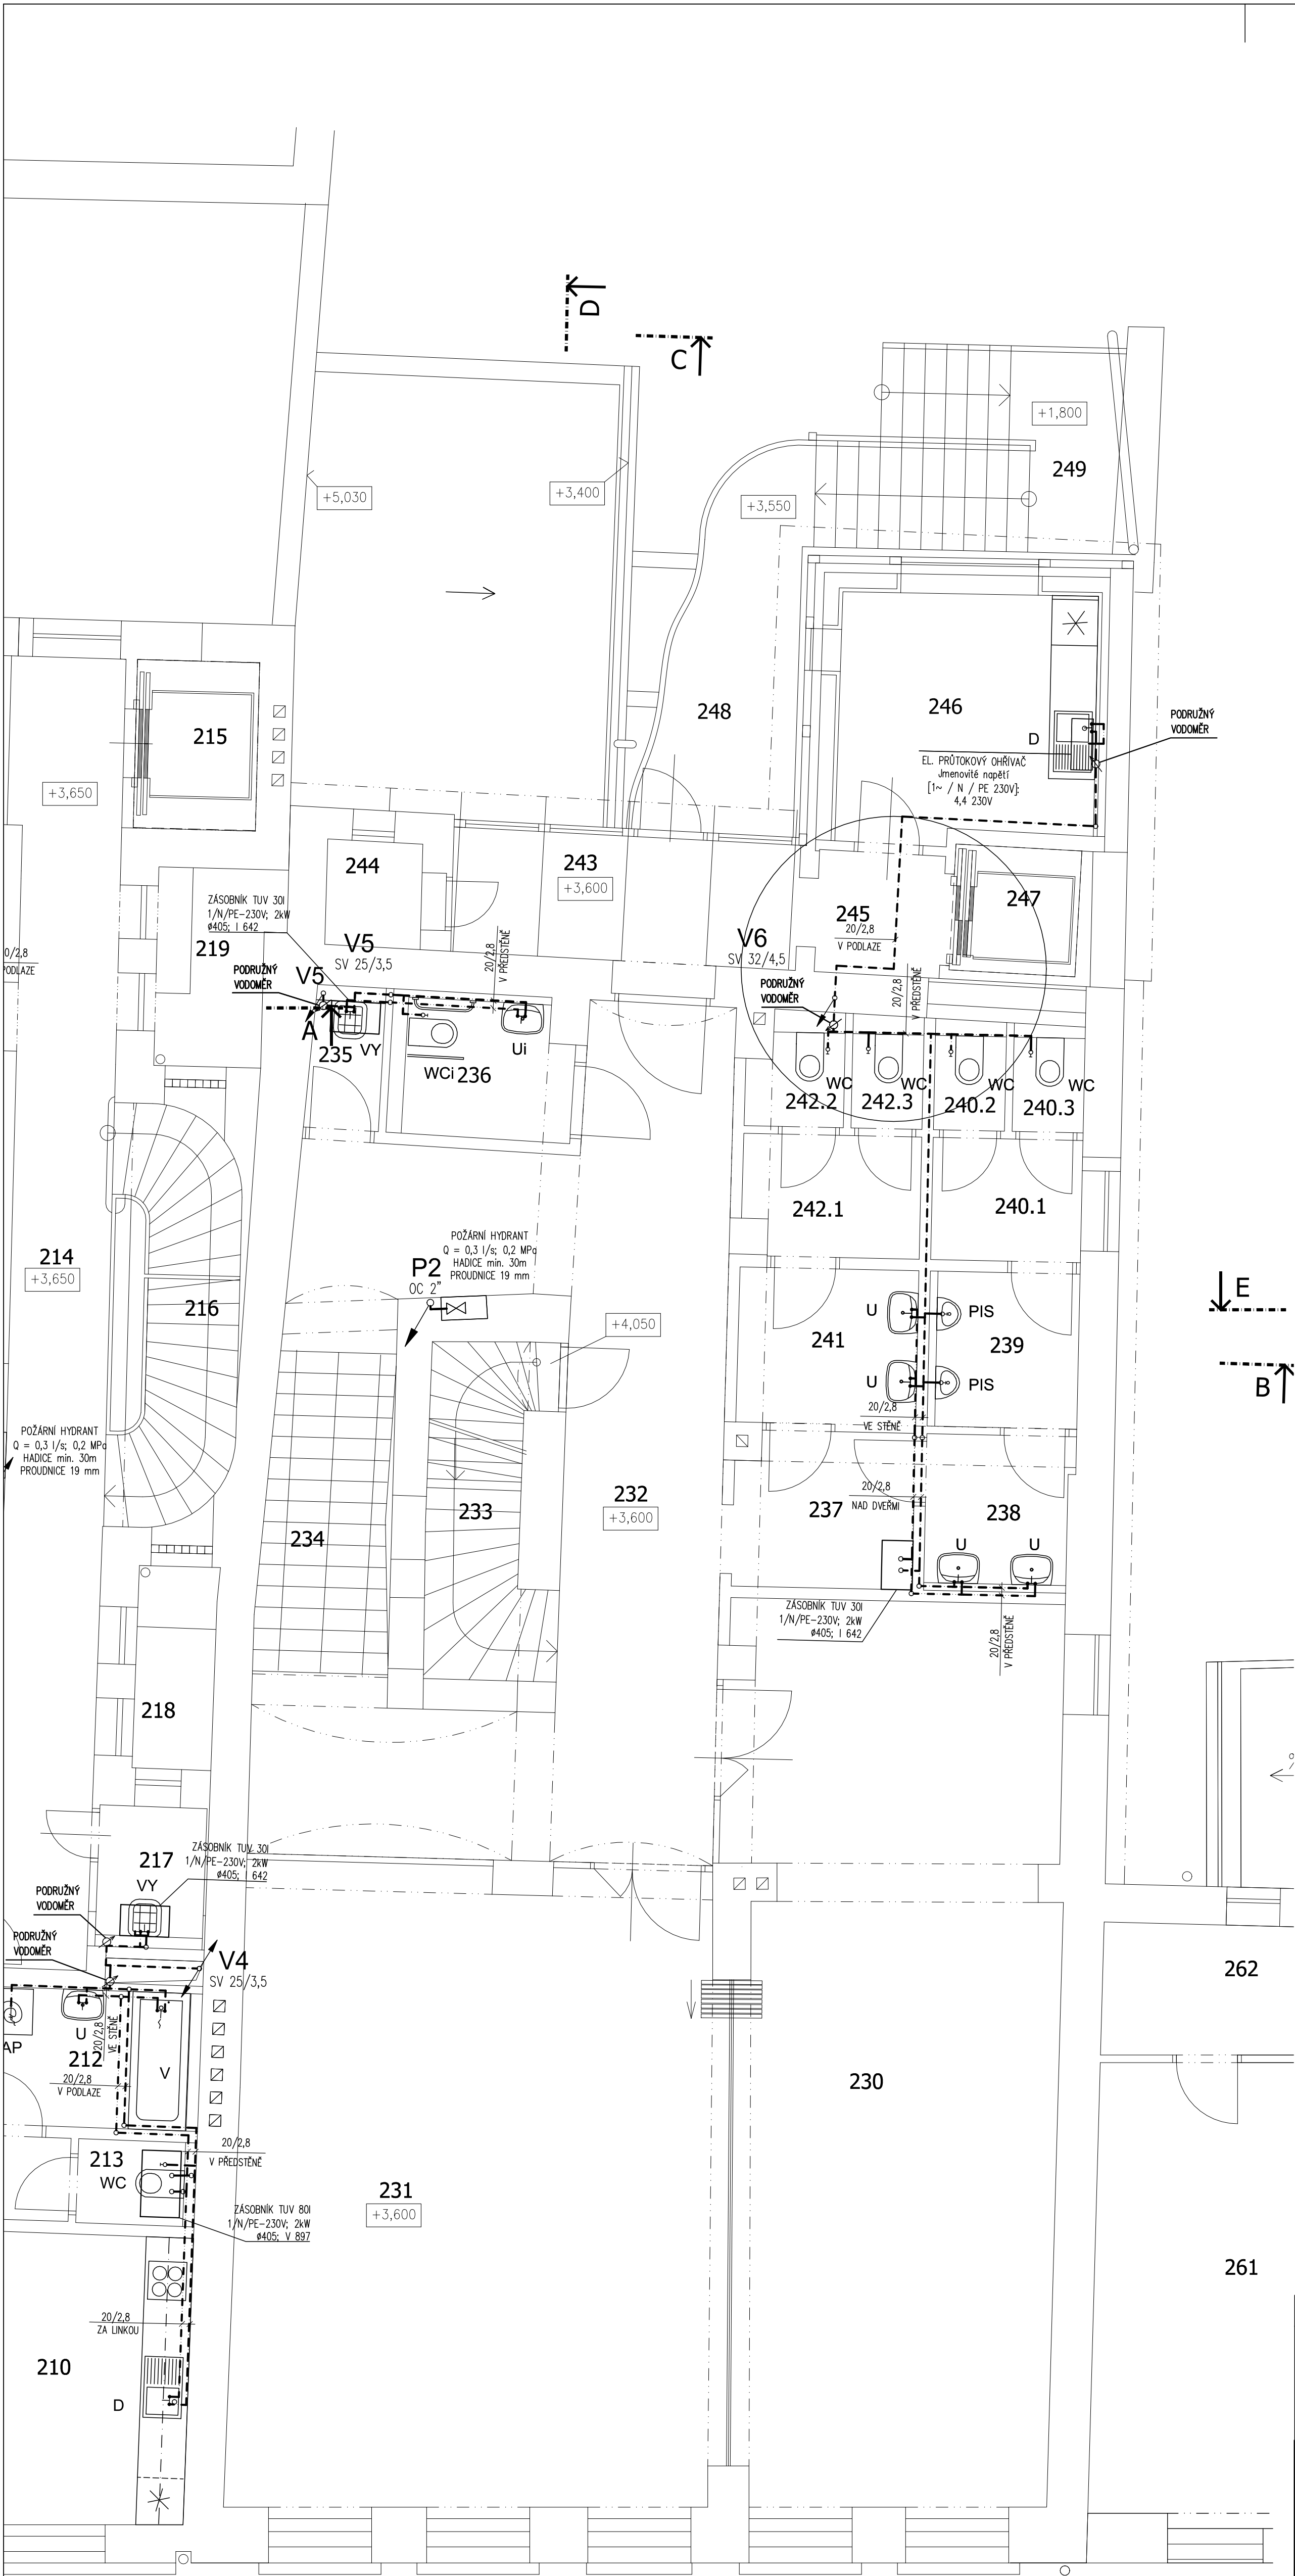 D
C
+1,800
249
+5,030
+3,400
+3,550
246
248
PODRUŽNÝ
VODOMĚR
D
215
EL. PRŮTOKOVÝ OHŘÍVAČ
Jmenovité napětí
[1~ / N / PE 230V]:
4,4 230V
+3,650
244
243
+3,600
247
ZÁSOBNÍK TUV 30l
1/N/PE-230V; 2kW
ø405; l 642
245
20/2,8
V PODLAZE
219
V5
SV 25/3,5
20/2,8
V PŘEDSTĚNĚ
V6
SV 32/4,5
0/2,8
PODLAZE
PODRUŽNÝ
VODOMĚR
V5
PODRUŽNÝ
VODOMĚR
20/2,8
V PŘEDSTĚNĚ
A
235
VY
Ui
WCi
236
WC
WC
WC
WC
242.2
242.3
240.2
240.3
242.1
240.1
214
+3,650
POŽÁRNÍ HYDRANT
Q = 0,3 l/s; 0,2 MPa
HADICE min. 30m
PROUDNICE 19 mm
P2
OC 2"
216
E
U
PIS
+4,050
241
239
B
U
PIS
20/2,8
VE STĚNĚ
POŽÁRNÍ HYDRANT
Q = 0,3 l/s; 0,2 MPa
HADICE min. 30m
PROUDNICE 19 mm
232
+3,600
20/2,8
NAD DVEŘMI
233
237
238
234
U
U
ZÁSOBNÍK TUV 30l
1/N/PE-230V; 2kW
ø405; l 642
20/2,8
V PŘEDSTĚNĚ
218
ZÁSOBNÍK TUV 30l
1/N/PE-230V; 2kW
ø405; 642
217
VY
PODRUŽNÝ
VODOMĚR
PODRUŽNÝ
VODOMĚR
V4
SV 25/3,5
262
U
20/2,8
VE STĚNĚ
AP
212
V
20/2,8
V PODLAZE
230
20/2,8
V PŘEDSTĚNĚ
213
WC
231
+3,600
ZÁSOBNÍK TUV 80l
1/N/PE-230V; 2kW
ø405; V 897
261
20/2,8
ZA LINKOU
210
D